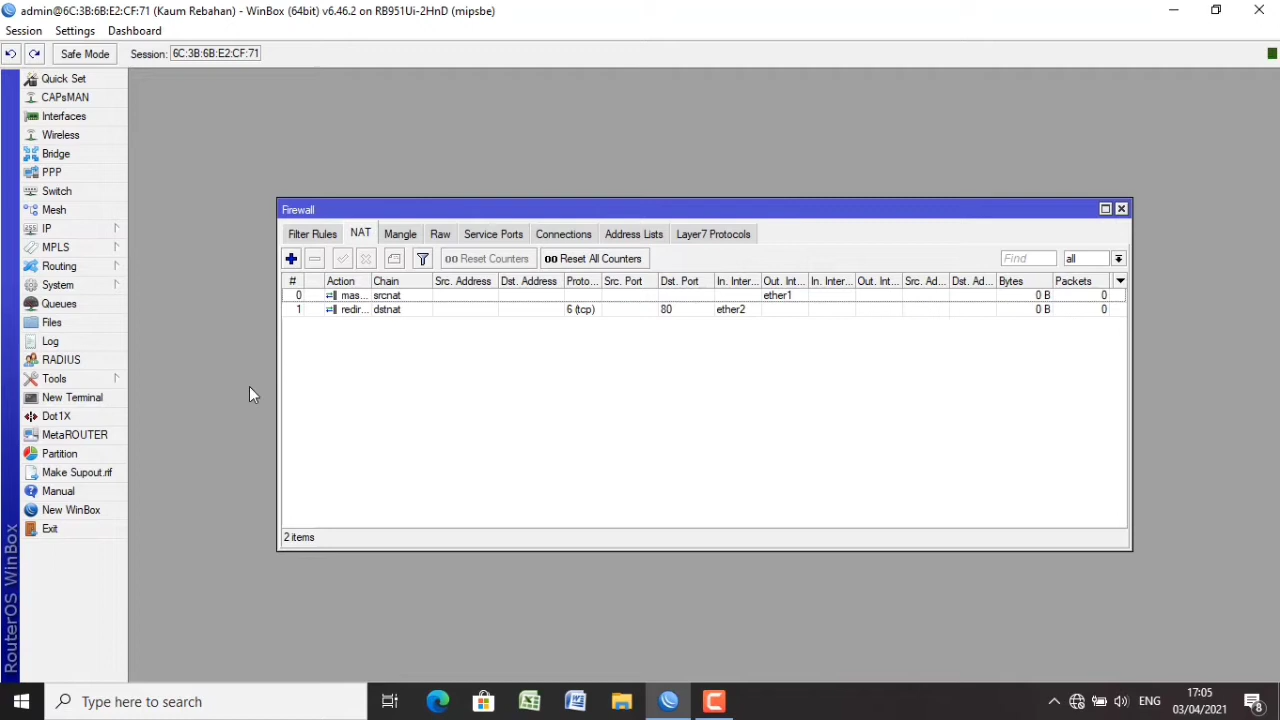 admin@6C:3B:6B:E2:CF:71 (Kaum Rebahan) - WinBox (64bit) v6.46.2 on RB951Ui-2HnD (mipsbe)
Session Settings Dashboard
Safe Mode Session: 6C:3B:6B:E2:CF:71
Quick Set
CAPsMAN
Interfaces
Wireless
Bridge
PPP
Switch
Mesh
IP
MPLS
Routing
System
Queues
Files
Log
RADIUS
Tools
New Terminal
Dot1X
MetaROUTER
Partition
Make Supout.rif
Manual
New WinBox
Exit
RouterOS WinBox
Firewall
Filter Rules NAT Mangle Raw Service Ports Connections Address Lists Layer7 Protocols
00 Reset Counters 00 Reset All Counters Find all
# Action Chain Src. Address Dst. Address Proto... Src. Port Dst. Port In. Inter... Out. Int... In. Inter... Out. Int... Src. Ad... Dst. Ad... Bytes Packets
0 mas... srcnat ether1 0 B 0
1 redir... dstnat 6 (tcp) 80 ether2 0 B 0
2 items
Type here to search
ENG
17:05
03/04/2021
8